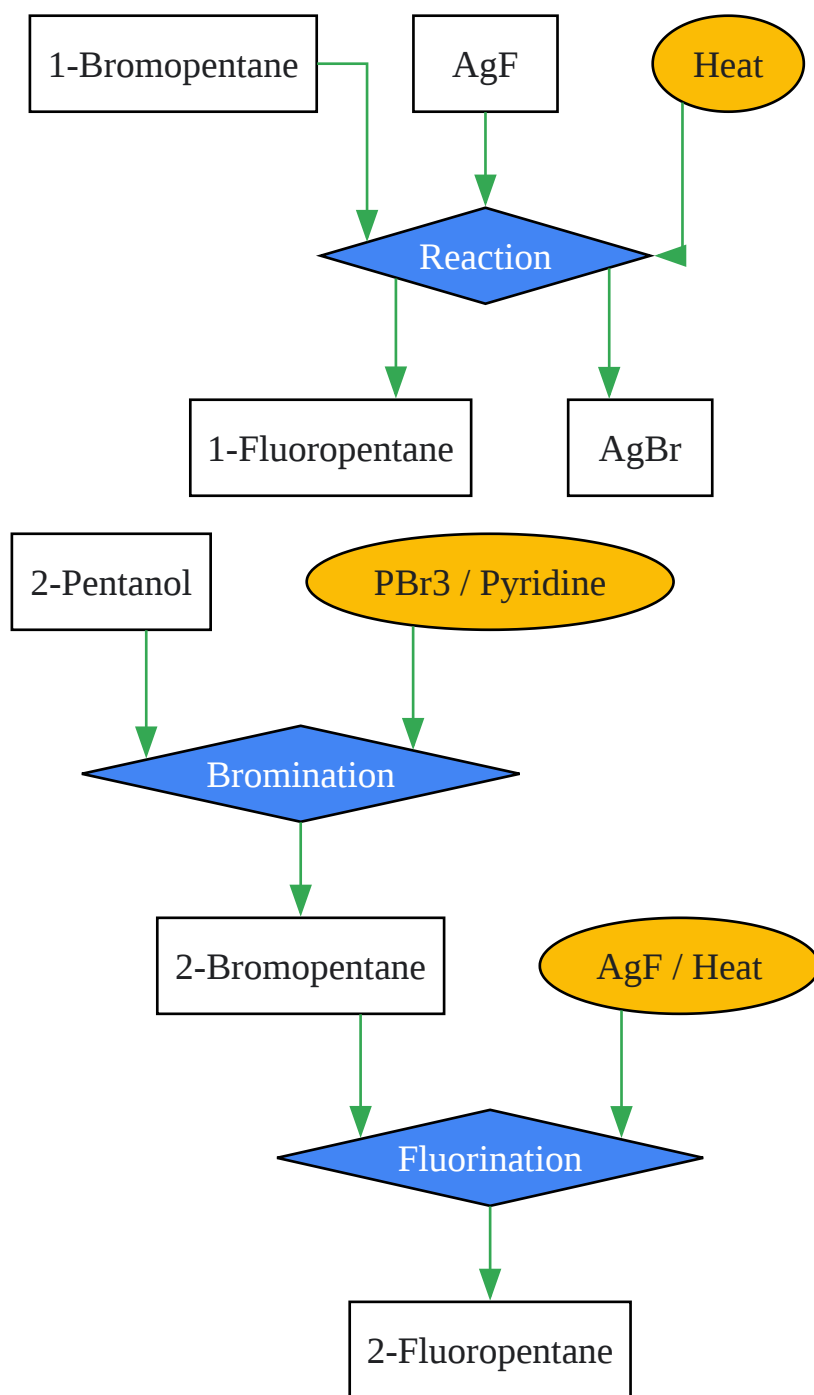 1-Bromopentane
AgF
Heat
Reaction
1-Fluoropentane
AgBr
2-Pentanol
PBr3 / Pyridine
Bromination
2-Bromopentane
AgF / Heat
Fluorination
2-Fluoropentane